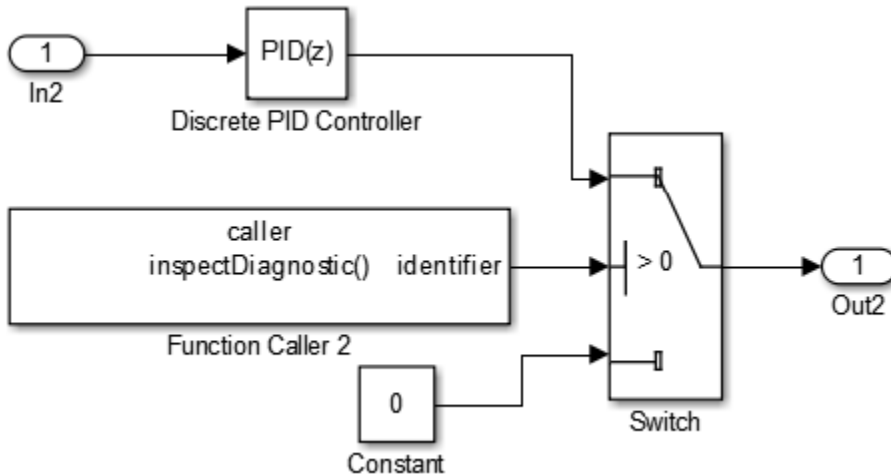 1
In2
PID(z)
Discrete PID Controller
caller
inspectDiagnostic() identifier
Function Caller 2
0
Constant
> 0
Switch
1
Out2